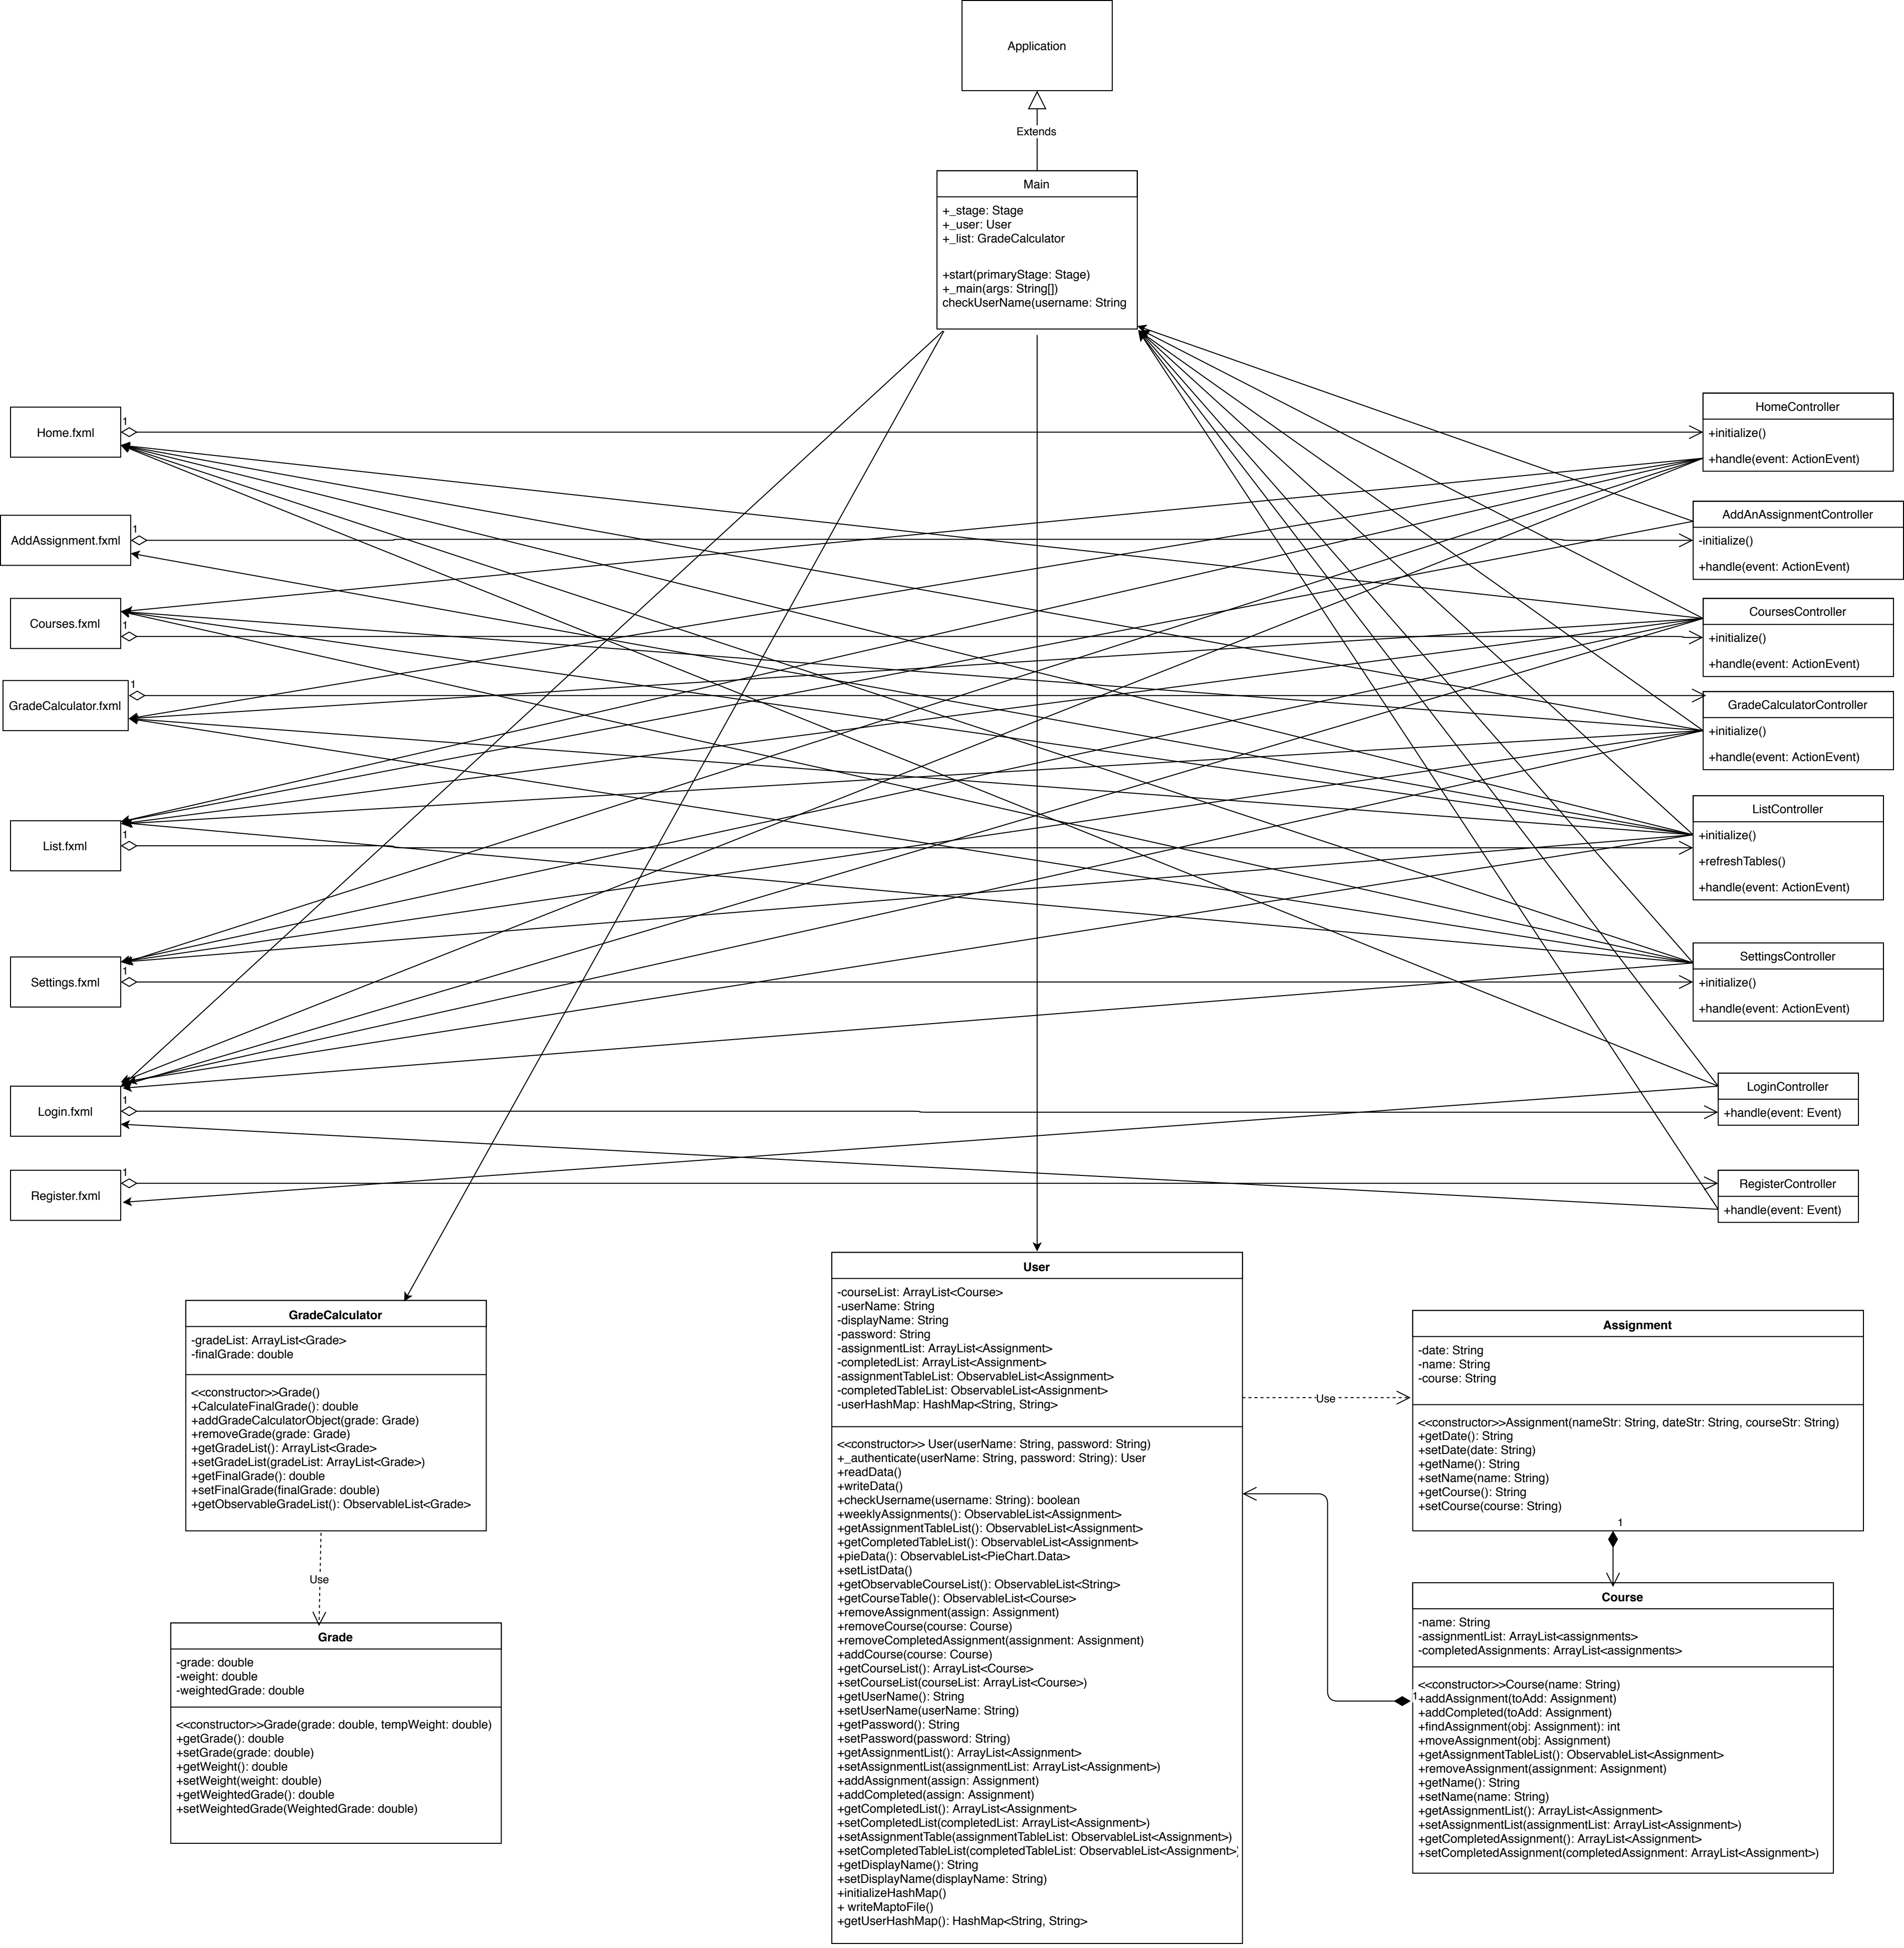 Application
Extends
Main
+_stage: Stage
+_user: User
+_list: GradeCalculator
+start(primaryStage: Stage)
+_main(args: String[])
checkUserName(username: String
Home.fxml
1
HomeController
+initialize()
+handle(event: ActionEvent)
AddAssignment.fxml
1
AddAnAssignmentController
-initialize()
+handle(event: ActionEvent)
Courses.fxml
1
CoursesController
+initialize()
+handle(event: ActionEvent)
GradeCalculator.fxml
1
GradeCalculatorController
+initialize()
+handle(event: ActionEvent)
List.fxml
1
ListController
+initialize()
+refreshTables()
+handle(event: ActionEvent)
Settings.fxml
1
SettingsController
+initialize()
+handle(event: ActionEvent)
Login.fxml
1
LoginController
+handle(event: Event)
Register.fxml
1
RegisterController
+handle(event: Event)
GradeCalculator
-gradeList: ArrayList<Grade>
-finalGrade: double
<<constructor>>Grade()
+CalculateFinalGrade(): double
+addGradeCalculatorObject(grade: Grade)
+removeGrade(grade: Grade)
+getGradeList(): ArrayList<Grade>
+setGradeList(gradeList: ArrayList<Grade>)
+getFinalGrade(): double
+setFinalGrade(finalGrade: double)
+getObservableGradeList(): ObservableList<Grade>
Use
Grade
-grade: double
-weight: double
-weightedGrade: double
<<constructor>>Grade(grade: double, tempWeight: double)
+getGrade(): double
+setGrade(grade: double)
+getWeight(): double
+setWeight(weight: double)
+getWeightedGrade(): double
+setWeightedGrade(WeightedGrade: double)
User
-courseList: ArrayList<Course>
-userName: String
-displayName: String
-password: String
-assignmentList: ArrayList<Assignment>
-completedList: ArrayList<Assignment>
-assignmentTableList: ObservableList<Assignment>
-completedTableList: ObservableList<Assignment>
-userHashMap: HashMap<String, String>
<<constructor>> User(userName: String, password: String)
+_authenticate(userName: String, password: String): User
+readData()
+writeData()
+checkUsername(username: String): boolean
+weeklyAssignments(): ObservableList<Assignment>
+getAssignmentTableList(): ObservableList<Assignment>
+getCompletedTableList(): ObservableList<Assignment>
+pieData(): ObservableList<PieChart.Data>
+setListData()
+getObservableCourseList(): ObservableList<String>
+getCourseTable(): ObservableList<Course>
+removeAssignment(assign: Assignment)
+removeCourse(course: Course)
+removeCompletedAssignment(assignment: Assignment)
+addCourse(course: Course)
+getCourseList(): ArrayList<Course>
+setCourseList(courseList: ArrayList<Course>)
+getUserName(): String
+setUserName(userName: String)
+getPassword(): String
+setPassword(password: String)
+getAssignmentList(): ArrayList<Assignment>
+setAssignmentList(assignmentList: ArrayList<Assignment>)
+addAssignment(assign: Assignment)
+addCompleted(assign: Assignment)
+getCompletedList(): ArrayList<Assignment>
+setCompletedList(completedList: ArrayList<Assignment>)
+setAssignmentTable(assignmentTableList: ObservableList<Assignment>)
+setCompletedTableList(completedTableList: ObservableList<Assignment>)
+getDisplayName(): String
+setDisplayName(displayName: String)
+initializeHashMap()
+ writeMaptoFile()
+getUserHashMap(): HashMap<String, String>
Use
Assignment
-date: String
-name: String
-course: String
<<constructor>>Assignment(nameStr: String, dateStr: String, courseStr: String)
+getDate(): String
+setDate(date: String)
+getName(): String
+setName(name: String)
+getCourse(): String
+setCourse(course: String)
1
Course
-name: String
-assignmentList: ArrayList<assignments>
-completedAssignments: ArrayList<assignments>
<<constructor>>Course(name: String)
1
+addAssignment(toAdd: Assignment)
+addCompleted(toAdd: Assignment)
+findAssignment(obj: Assignment): int
+moveAssignment(obj: Assignment)
+getAssignmentTableList(): ObservableList<Assignment>
+removeAssignment(assignment: Assignment)
+getName(): String
+setName(name: String)
+getAssignmentList(): ArrayList<Assignment>
+setAssignmentList(assignmentList: ArrayList<Assignment>)
+getCompletedAssignment(): ArrayList<Assignment>
+setCompletedAssignment(completedAssignment: ArrayList<Assignment>)